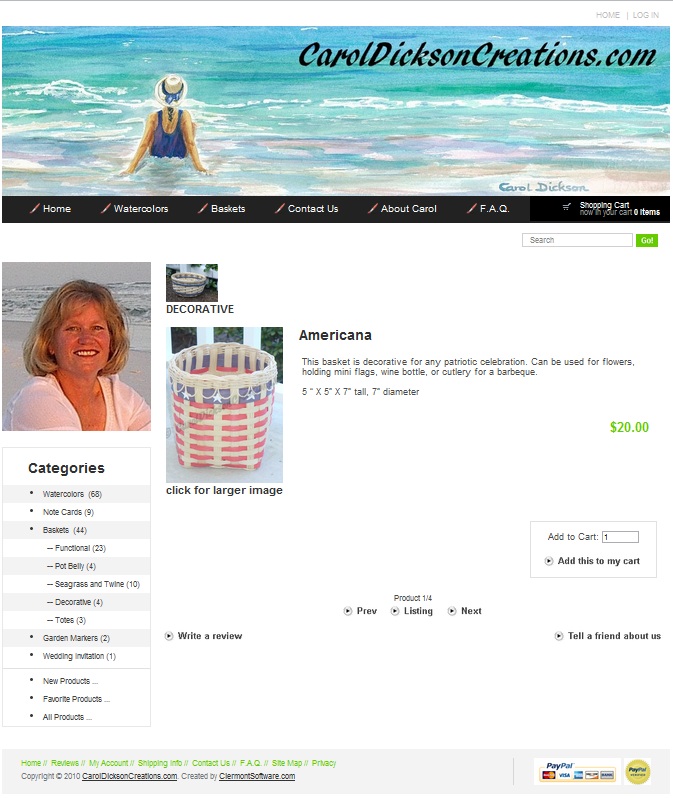 HOME | LOG IN
CarolDicksonCreations.com
Carol Dickson
Home Watercolors Baskets Contact Us About Carol F.A.Q.
Shopping Cart
now in your cart 0 items
Search Go!
DECORATIVE
Americana
This basket is decorative for any patriotic celebration. Can be used for flowers,
holding mini flags, wine bottle, or cutlery for a barbeque.
5 " X 5" X 7" tall, 7" diameter
$20.00
click for larger image
Categories
Watercolors (68)
Note Cards (9)
Baskets (44)
— Functional (23)
— Pot Belly (4)
— Seagrass and Twine (10)
— Decorative (4)
— Totes (3)
Garden Markers (2)
Wedding Invitation (1)
New Products ...
Favorite Products ...
All Products ...
Add to Cart: 1
Add this to my cart
Product 1/4
Prev Listing Next
Write a review Tell a friend about us
Home // Reviews // My Account // Shipping Info // Contact Us // F.A.Q. // Site Map // Privacy
Copyright © 2010 CarolDicksonCreations.com. Created by ClermontSoftware.com
PayPal
VISA
PayPal